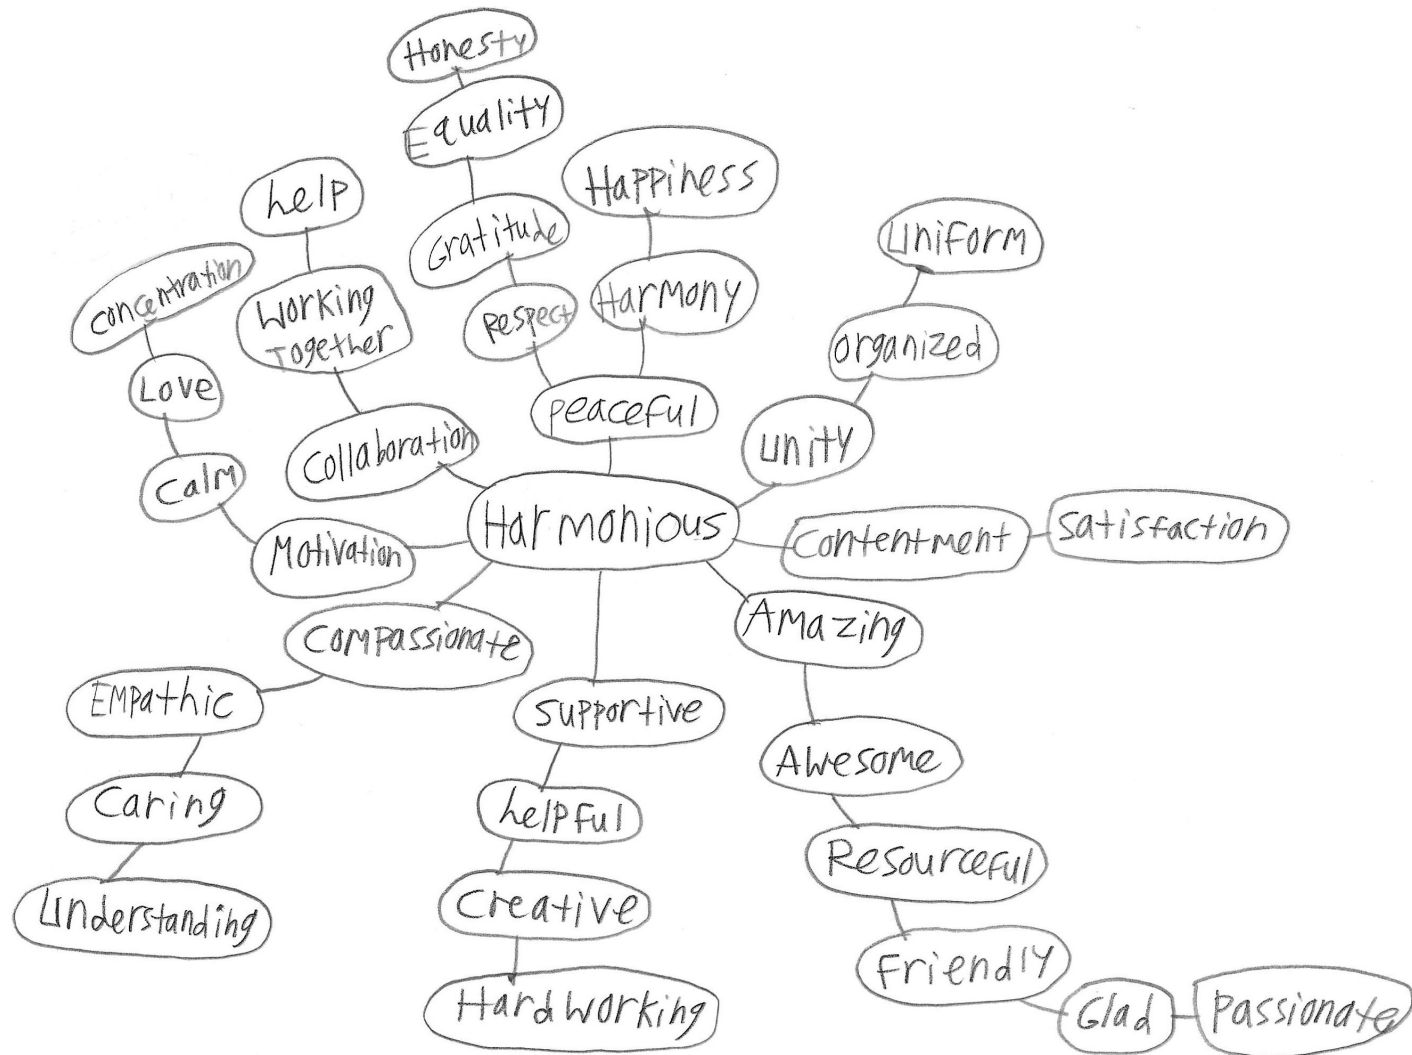 Honesty
Equality
Happiness
help
Gratitude
Uniform
concentration
Working
Together
Respect
Harmony
organized
Love
Peaceful
Collaboration
unity
Calm
Harmonious
Motivation
Contentment
Satisfaction
Amazing
Compassionate
Empathic
Supportive
Awesome
Caring
helpful
Resourceful
Understanding
Creative
Friendly
Hardworking
Glad
Passionate